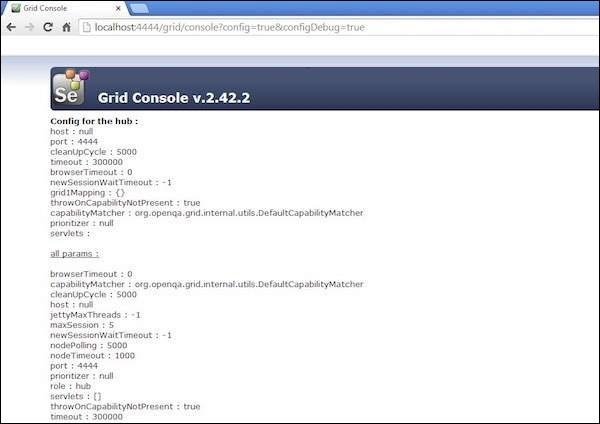 Grid Console
localhost:4444/grid/console?config=true&configDebug=true
Se
Grid Console v.2.42.2
Config for the hub :
host : null
port : 4444
cleanUpCycle : 5000
timeout : 300000
browserTimeout : 0
newSessionWaitTimeout : -1
grid1Mapping : {}
throwOnCapabilityNotPresent : true
capabilityMatcher : org.openqa.grid.internal.utils.DefaultCapabilityMatcher
prioritizer : null
servlets :
all params :
browserTimeout : 0
capabilityMatcher : org.openqa.grid.internal.utils.DefaultCapabilityMatcher
cleanUpCycle : 5000
host : null
jettyMaxThreads : -1
maxSession : 5
newSessionWaitTimeout : -1
nodePolling : 5000
nodeTimeout : 1000
port : 4444
prioritizer : null
role : hub
servlets : []
throwOnCapabilityNotPresent : true
timeout : 300000